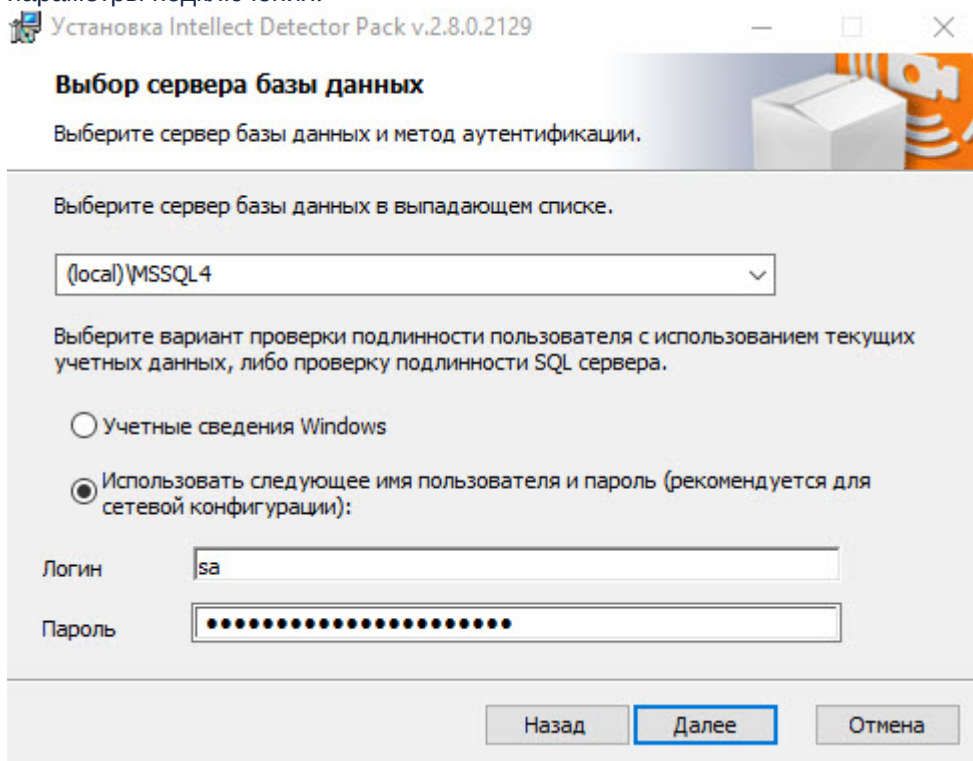 параметры подключения.
Установка Intellect Detector Pack v.2.8.0.2129
Выбор сервера базы данных
Выберите сервер базы данных и метод аутентификации.
Выберите сервер базы данных в выпадающем списке.
(local)\MSSQL4
Выберите вариант проверки подлинности пользователя с использованием текущих
учетных данных, либо проверку подлинности SQL сервера.
Учетные сведения Windows
Использовать следующее имя пользователя и пароль (рекомендуется для
сетевой конфигурации):
Логин sa
Пароль ••••••••••••••••••••••
Назад Далее Отмена